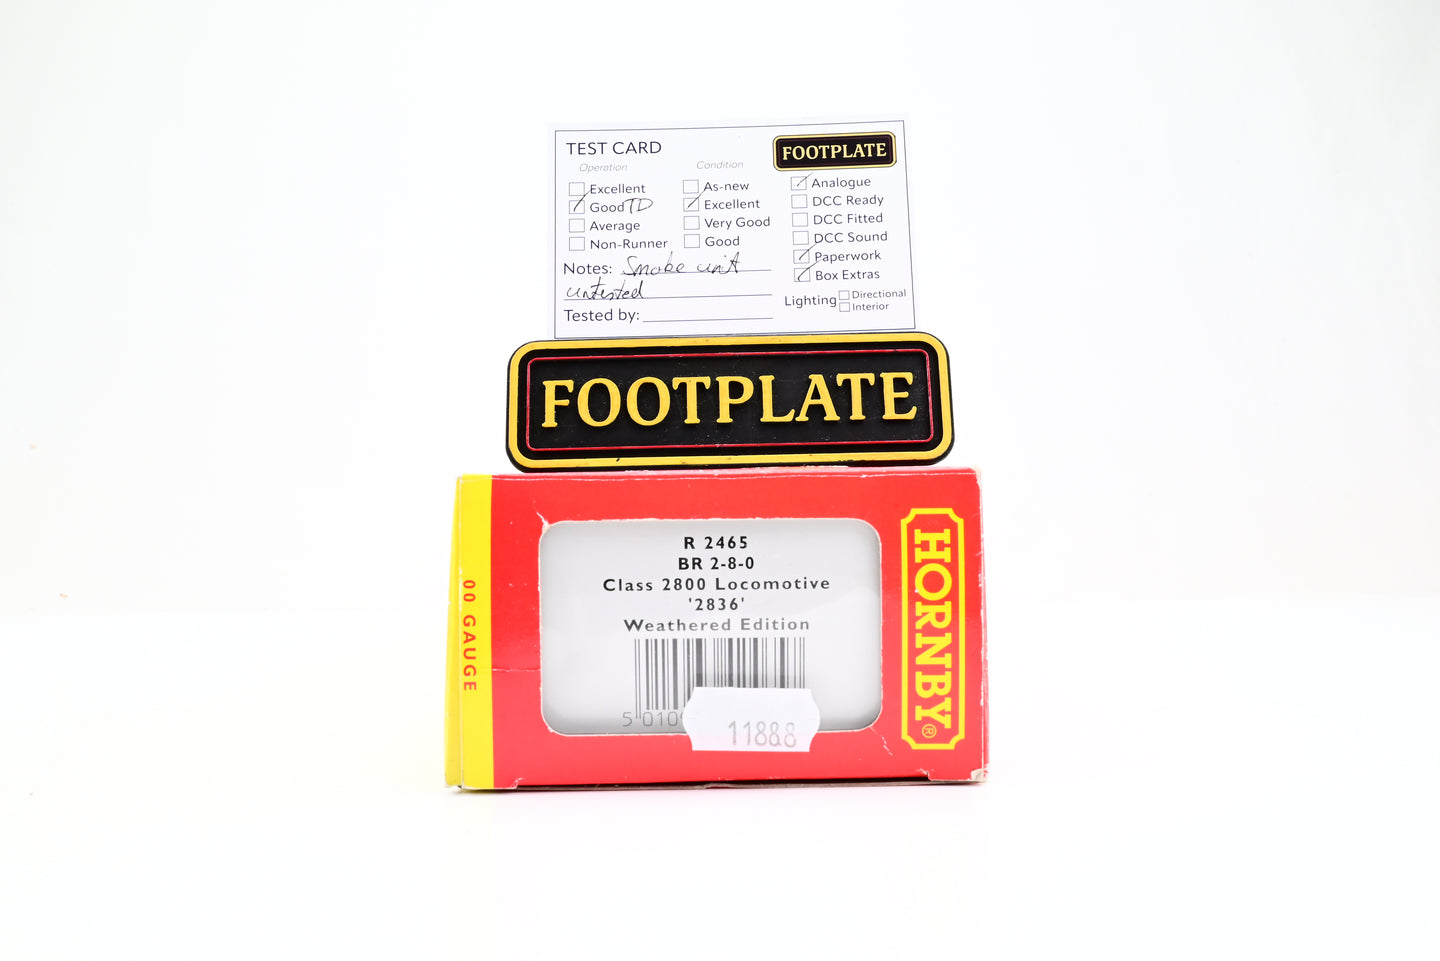 TEST CARD
FOOTPLATE
Operation
Excellent
Good TD
Average
Non-Runner
Condition
As-new
Excellent
Very Good
Good
Analogue
DCC Ready
DCC Fitted
DCC Sound
Paperwork
Box Extras
Notes: Smoke unit
untested
Tested by:
Lighting
Directional
Interior
FOOTPLATE
00 GAUGE
R 2465
BR 2-8-0
Class 2800 Locomotive
'2836'
Weathered Edition
5 010
11888
HORNBY®